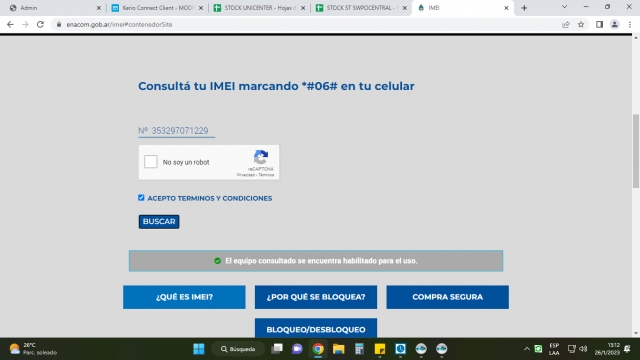 Admin
Kerio Connect Client - MODI
STOCK UNICENTER - Hojas d
STOCK ST SWPOCENTRAL -
IMEI
enacom.gob.ar/imei#contenedorSite
Consultá tu IMEI marcando *#06# en tu celular
Nº 353297071229
No soy un robot
reCAPTCHA
Privacidad - Términos
ACEPTO TERMINOS Y CONDICIONES
BUSCAR
El equipo consultado se encuentra habilitado para el uso.
¿QUÉ ES IMEI?
¿POR QUÉ SE BLOQUEA?
COMPRA SEGURA
BLOQUEO/DESBLOQUEO
26°C
Parc. soleado
Búsqueda
ESP
LAA
13:12
26/1/2023